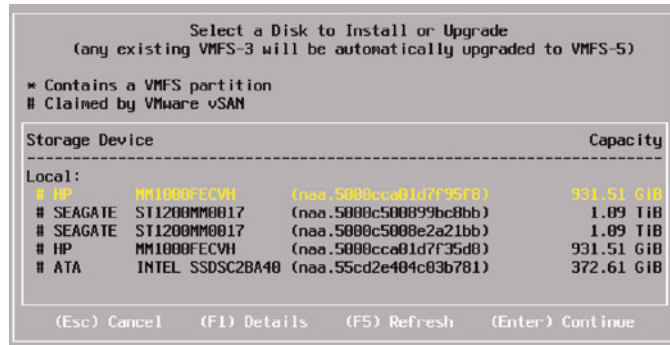 Select a Disk to Install or Upgrade
(any existing VMFS-3 will be automatically upgraded to VMFS-5)
* Contains a VMFS partition
# Claimed by VMware vSAN
Storage Device Capacity
Local:
# HP MM1000FECVH (naa.5000cca01d7f95f8) 931.51 GiB
# SEAGATE ST1200MM0017 (naa.5000c500899bc8bb) 1.09 TiB
# SEAGATE ST1200MM0017 (naa.5000c5008e2a21bb) 1.09 TiB
# HP MM1000FECVH (naa.5000cca01d7f35d0) 931.51 GiB
# ATA INTEL SSDSC2BA40 (naa.55cd2e404c03b781) 372.61 GiB
(Esc) Cancel (F1) Details (F5) Refresh (Enter) Continue